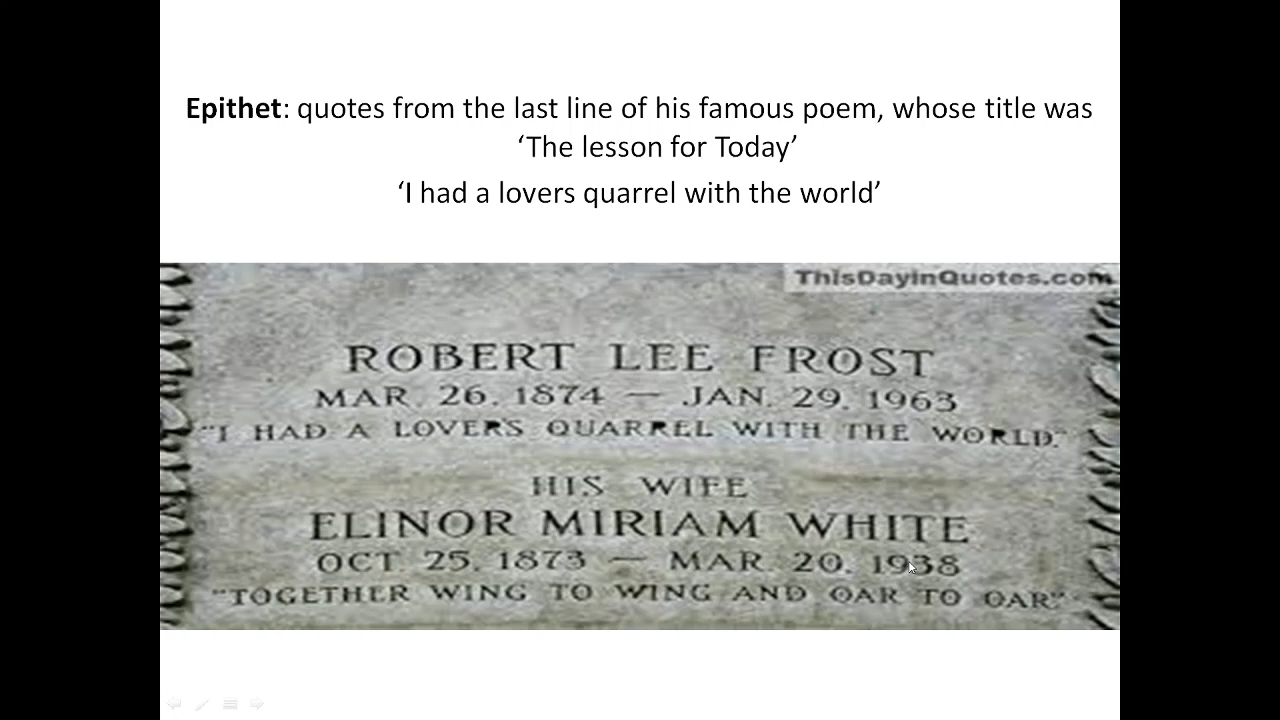 Epithet: quotes from the last line of his famous poem, whose title was
‘The lesson for Today’
‘I had a lovers quarrel with the world’
ThisDayinQuotes.com
ROBERT LEE FROST
MAR. 26. 1874 — JAN. 29. 1963
"I HAD A LOVER'S QUARREL WITH THE WORLD."
HIS WIFE
ELINOR MIRIAM WHITE
OCT 25. 1873 — MAR. 20. 1938
"TOGETHER WING TO WING AND OAR TO OAR"